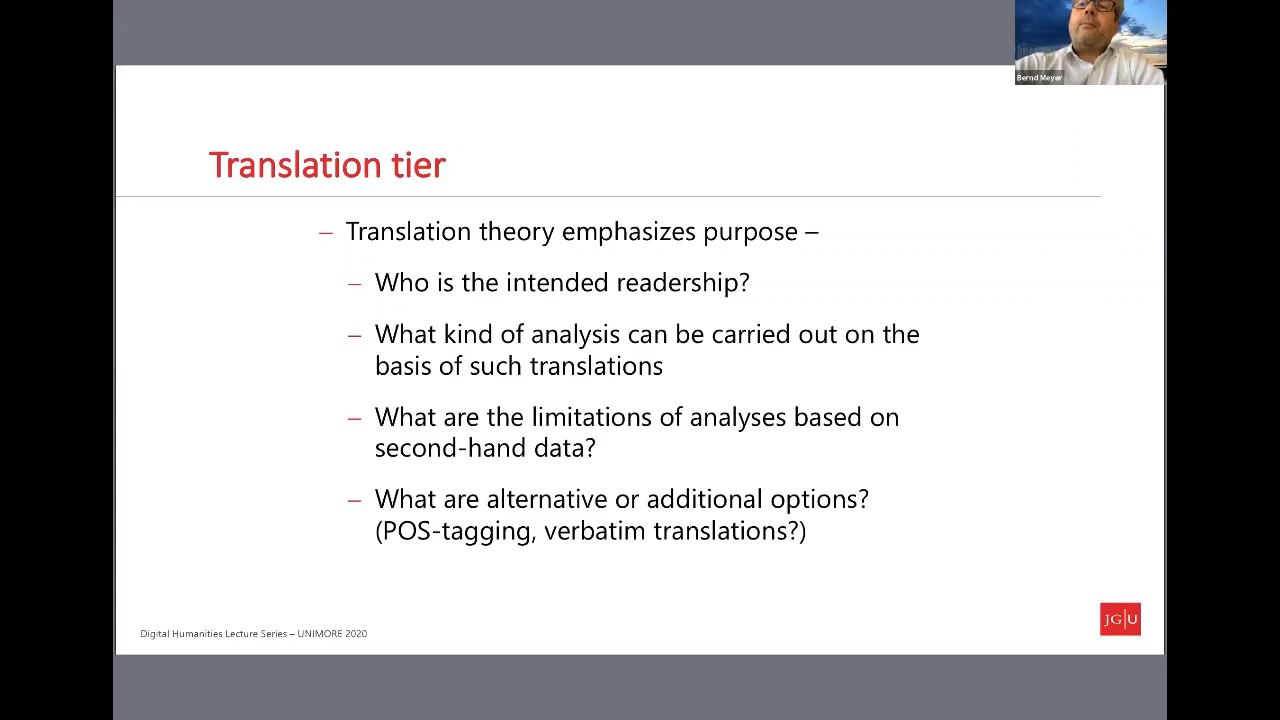 Bernd Meyer
Translation tier
– Translation theory emphasizes purpose –
– Who is the intended readership?
– What kind of analysis can be carried out on the
basis of such translations
– What are the limitations of analyses based on
second-hand data?
– What are alternative or additional options?
(POS-tagging, verbatim translations?)
Digital Humanities Lecture Series – UNIMORE 2020
JG|U